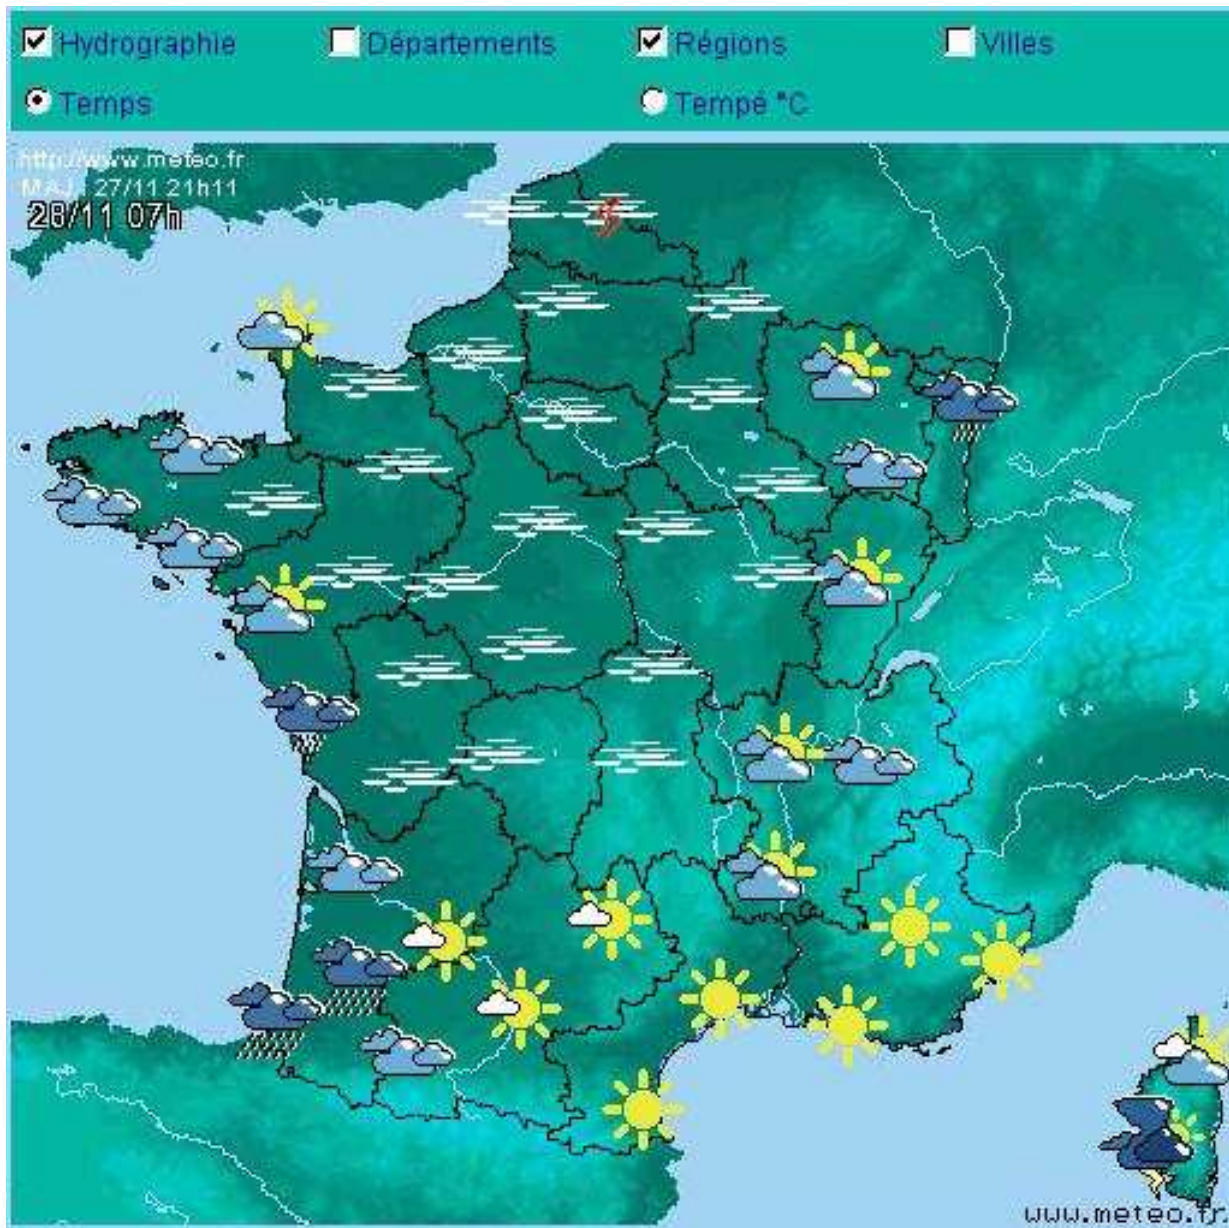 Hydrographie Départements Régions Villes
Temps Tempé °C
http://www.meteo.fr
MAJ : 27/11 21h11
28/11 07h
www.meteo.fr